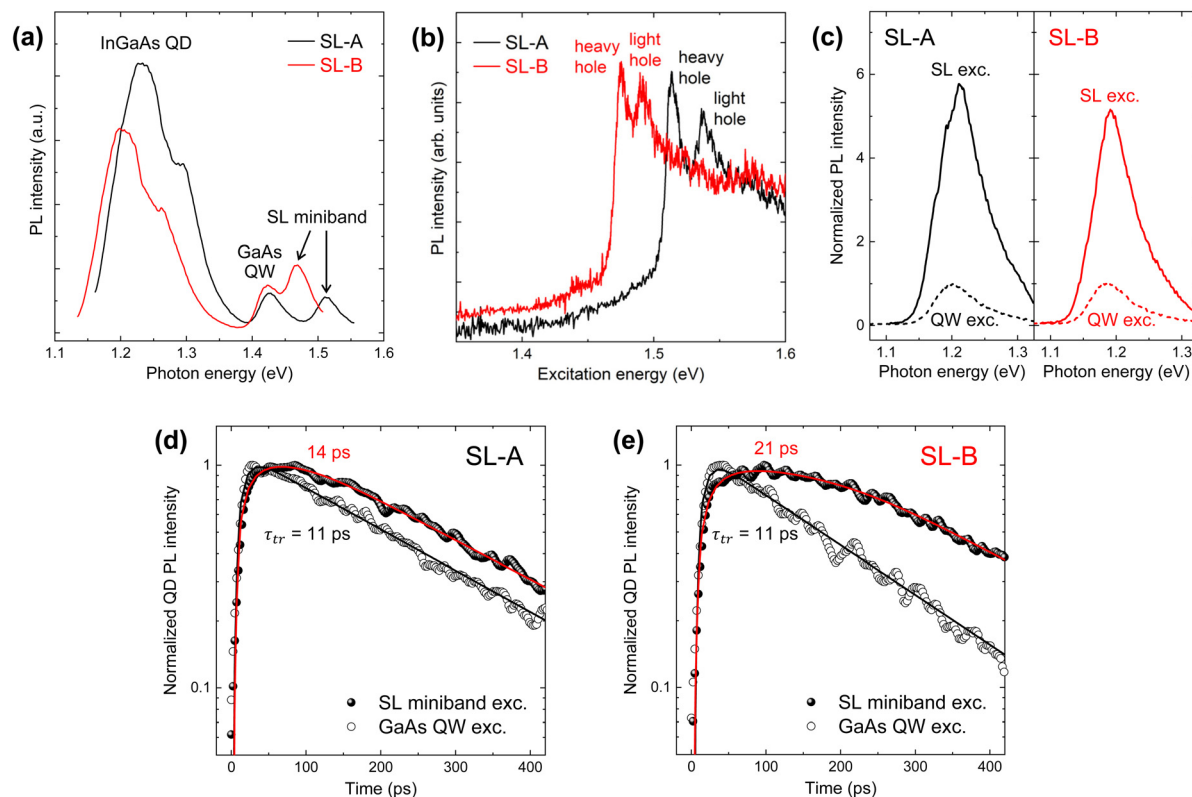 (a)
InGaAs QD
SL-A
SL-B
SL miniband
GaAs
QW
PL intensity (a.u.)
1.1 1.2 1.3 1.4 1.5 1.6
Photon energy (eV)
(b)
SL-A
SL-B
heavy
hole
light
hole
heavy
hole
light
hole
PL intensity (arb. units)
1.4 1.5 1.6
Excitation energy (eV)
(c)
SL-A
SL-B
SL exc.
SL exc.
QW exc.
QW exc.
Normalized PL intensity
6
4
2
0
1.1 1.2 1.3
1.1 1.2 1.3
Photon energy (eV)
Photon energy (eV)
(d)
SL-A
14 ps
τtr = 11 ps
SL miniband exc.
GaAs QW exc.
Normalized QD PL intensity
1
0.1
0 100 200 300 400
Time (ps)
(e)
SL-B
21 ps
τtr = 11 ps
SL miniband exc.
GaAs QW exc.
Normalized QD PL intensity
1
0.1
0 100 200 300 400
Time (ps)